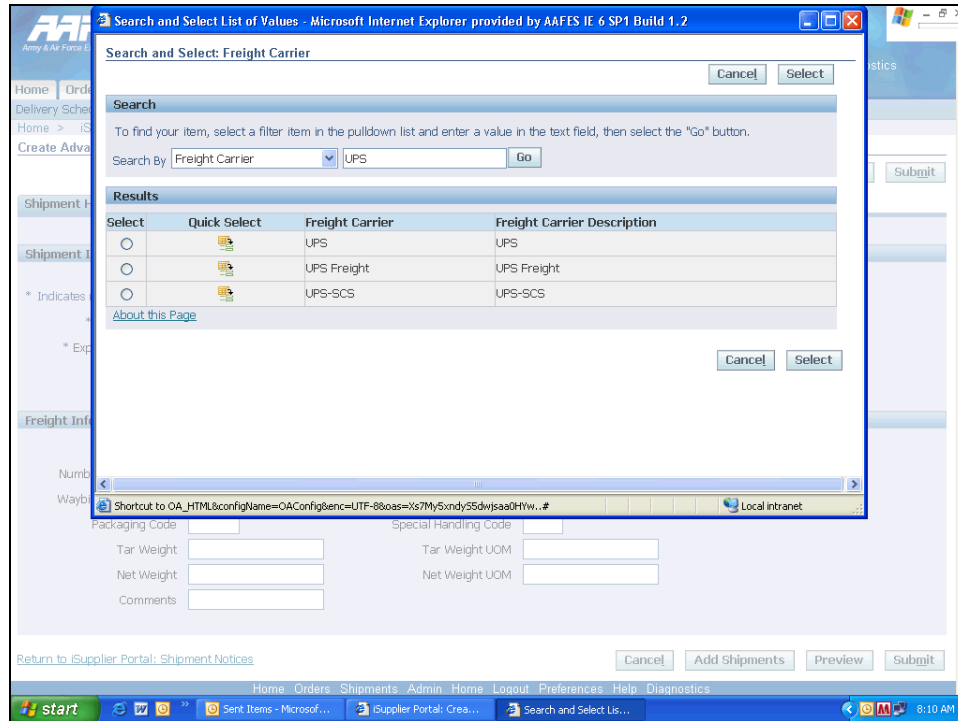 Search and Select List of Values - Microsoft Internet Explorer provided by AAFES IE 6 SP1 Build 1.2
Army & Air Force E
Search and Select: Freight Carrier
Cancel Select
Home Orde
Search
Delivery Sche
Home > iS
To find your item, select a filter item in the pulldown list and enter a value in the text field, then select the "Go" button.
Create Adva
Search By Freight Carrier UPS Go
Submit
Results
Shipment H
Select Quick Select Freight Carrier Freight Carrier Description
UPS UPS
Shipment I
UPS Freight UPS Freight
* Indicates
UPS-SCS UPS-SCS
About this Page
*
* Exp
Cancel Select
Freight Inf
Numb
Waybi
Shortcut to OA_HTML&configName=OAConfig&enc=UTF-8&oas=Xs7My5xndyS5dwjsaa0HYw..# Local intranet
Packaging Code Special Handling Code
Tar Weight Tar Weight UOM
Net Weight Net Weight UOM
Comments
Return to iSupplier Portal: Shipment Notices
Cancel Add Shipments Preview Submit
Home Orders Shipments Admin Home Logout Preferences Help Diagnostics
start Sent Items - Microsof... iSupplier Portal: Crea... Search and Select Lis... 8:10 AM